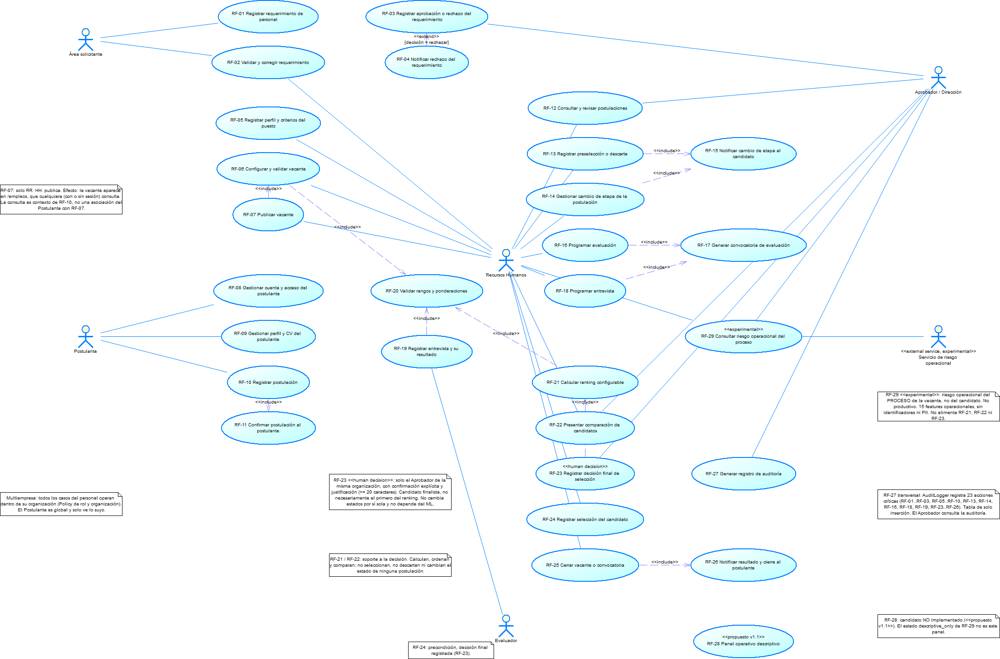 RF-01 Registrar requerimiento de
personal
RF-03 Registrar aprobación o rechazo del
requerimiento
Área solicitante
<<extend>>
[decisión = rechazar]
RF-02 Validar y corregir requerimiento
RF-04 Notificar rechazo del
requerimiento
Aprobador / Dirección
RF-12 Consultar y revisar postulaciones
RF-05 Registrar perfil y criterios del
puesto
RF-13 Registrar preselección o descarte
<<include>>
RF-15 Notificar cambio de etapa al
candidato
RF-06 Configurar y validar vacante
<<include>>
<<include>>
RF-07: solo RR. HH. publica. Efecto: la vacante aparece
en /empleos, que cualquiera (con o sin sesión) consulta.
La consulta es contexto de RF-10, no una asociación del
Postulante con RF-07.
RF-14 Gestionar cambio de etapa de la
postulación
RF-07 Publicar vacante
<<include>>
RF-16 Programar evaluación
<<include>>
RF-17 Generar convocatoria de evaluación
<<include>>
Recursos Humanos
RF-08 Gestionar cuenta y acceso del
postulante
RF-20 Validar rangos y ponderaciones
RF-18 Programar entrevista
<<include>>
<<include>>
Postulante
RF-09 Gestionar perfil y CV del
postulante
RF-19 Registrar entrevista y su
resultado
<<experimental>>
RF-29 Consultar riesgo operacional del
proceso
<<external service, experimental>>
Servicio de riesgo
operacional
RF-10 Registrar postulación
RF-21 Calcular ranking configurable
<<include>>
<<include>>
RF-29 <<experimental>>: riesgo operacional del
PROCESO de la vacante, no del candidato. No
productivo. 15 features operacionales, sin
identificadores ni PII. No alimenta RF-21, RF-22 ni
RF-23.
RF-11 Confirmar postulación al
postulante
RF-22 Presentar comparación de
candidatos
<<human decision>>
RF-23 Registrar decisión final de
selección
RF-27 Generar registro de auditoría
RF-23 <<human decision>>: solo el Aprobador de la
misma organización, con confirmación explícita y
justificación (>= 20 caracteres). Candidato finalista, no
necesariamente el primero del ranking. No cambia
estados por sí sola y no depende del ML.
Multiempresa: todos los casos del personal operan
dentro de su organización (Policy de rol y organización).
El Postulante es global y solo ve lo suyo.
RF-27 transversal: AuditLogger registra 23 acciones
críticas (RF-01..RF-03, RF-05..RF-10, RF-13, RF-14,
RF-16, RF-18, RF-19, RF-23..RF-26). Tabla de solo
inserción. El Aprobador consulta la auditoría.
RF-24 Registrar selección del candidato
RF-21 / RF-22: soporte a la decisión. Calculan, ordenan
y comparan; no seleccionan, no descartan ni cambian el
estado de ninguna postulación.
RF-25 Cerrar vacante o convocatoria
<<include>>
RF-26 Notificar resultado y cierre al
postulante
RF-28: candidato NO implementado (<<propuesto
v1.1>>). El estado descriptive_only de RF-29 no es este
panel.
Evaluador
<<propuesto v1.1>>
RF-28 Panel operativo descriptivo
RF-24: precondición, decisión final
registrada (RF-23).